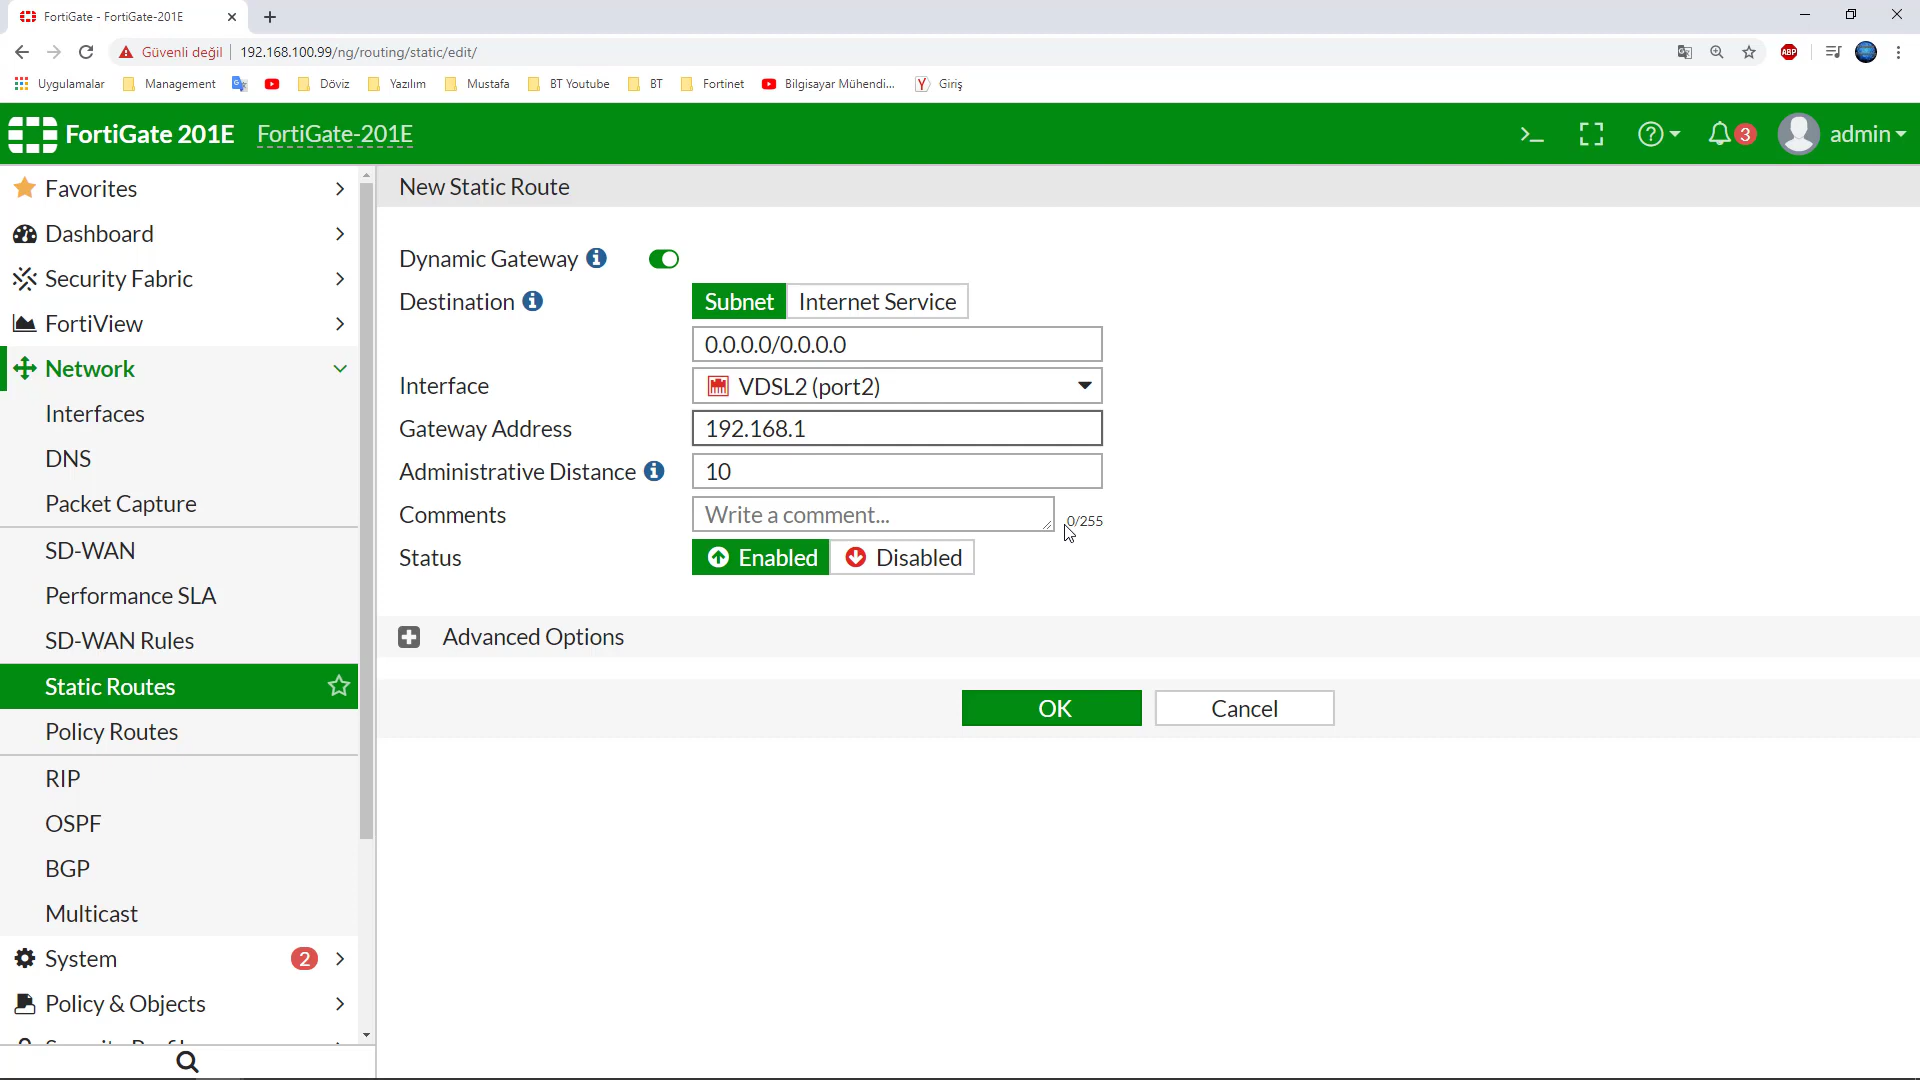 FortiGate - FortiGate-201E
Güvenli değil
192.168.100.99/ng/routing/static/edit/
ABP
Uygulamalar
Management
Döviz
Yazılım
Mustafa
BT Youtube
BT
Fortinet
Bilgisayar Mühendi...
Y Giriş
FortiGate 201E
FortiGate-201E
3
admin
Favorites
Dashboard
Security Fabric
FortiView
Network
Interfaces
DNS
Packet Capture
SD-WAN
Performance SLA
SD-WAN Rules
Static Routes
Policy Routes
RIP
OSPF
BGP
Multicast
System
2
Policy & Objects
New Static Route
Dynamic Gateway
Destination
Subnet
Internet Service
0.0.0.0/0.0.0.0
Interface
VDSL2 (port2)
Gateway Address
192.168.1
Administrative Distance
10
Comments
Write a comment...
0/255
Status
Enabled
Disabled
Advanced Options
OK
Cancel